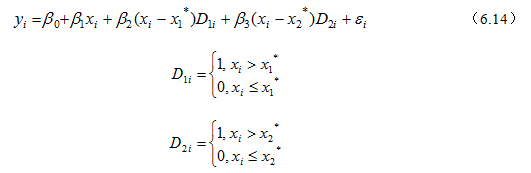 yᵢ =β₀+β₁xᵢ + β₂(xᵢ − x₁*)D₁ᵢ + β₃(xᵢ − x₂*)D₂ᵢ + εᵢ （6.14）
D₁ᵢ = {1, xᵢ > x₁*
0, xᵢ ≤ x₁*
D₂ᵢ = {1, xᵢ > x₂*
0, xᵢ ≤ x₂*